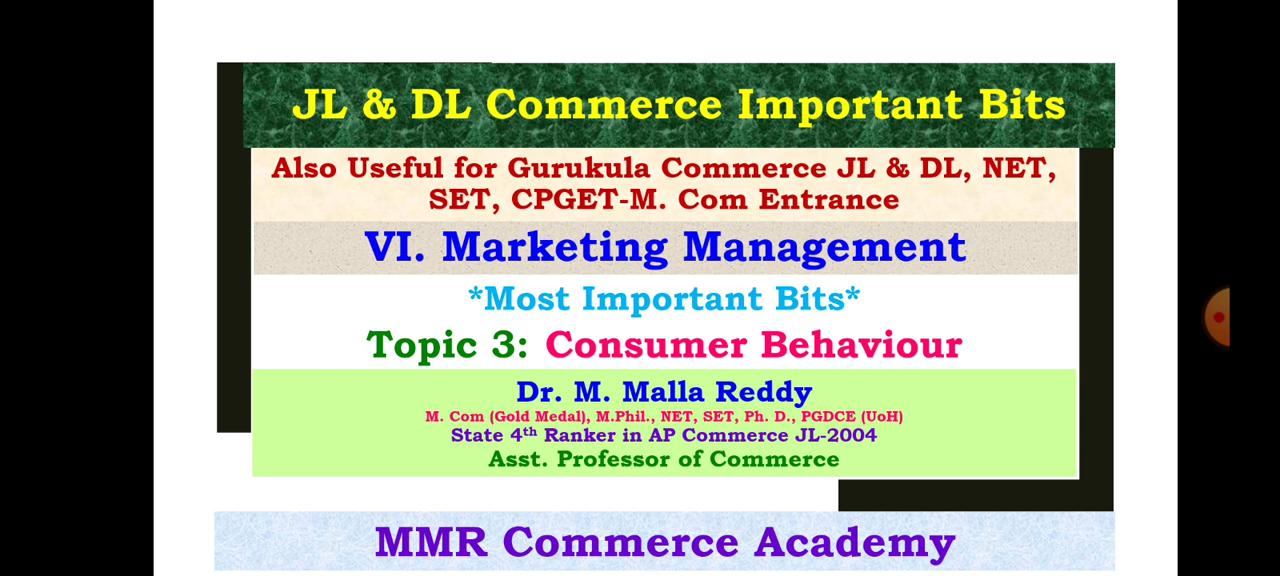 JL & DL Commerce Important Bits
Also Useful for Gurukula Commerce JL & DL, NET,
SET, CPGET-M. Com Entrance
VI. Marketing Management
*Most Important Bits*
Topic 3: Consumer Behaviour
Dr. M. Malla Reddy
M. Com (Gold Medal), M.Phil., NET, SET, Ph. D., PGDCE (UoH)
State 4th Ranker in AP Commerce JL-2004
Asst. Professor of Commerce
MMR Commerce Academy